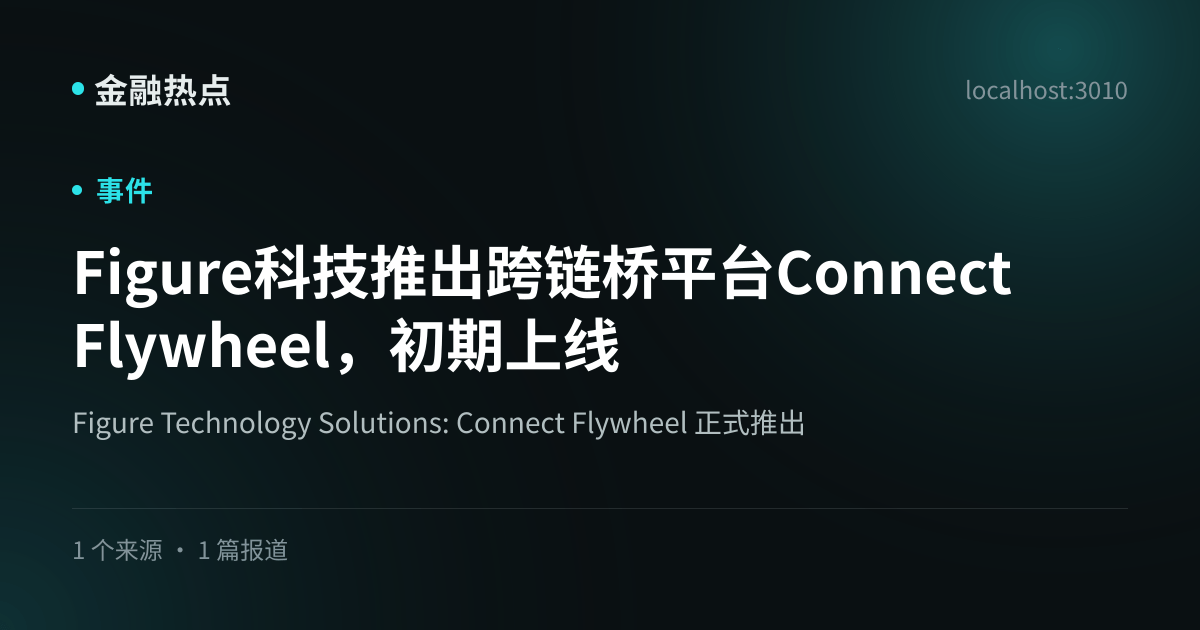 金融热点
localhost:3010
事件
Figure科技推出跨链桥平台Connect
Flywheel，初期上线
Figure Technology Solutions: Connect Flywheel 正式推出
1 个来源 · 1 篇报道